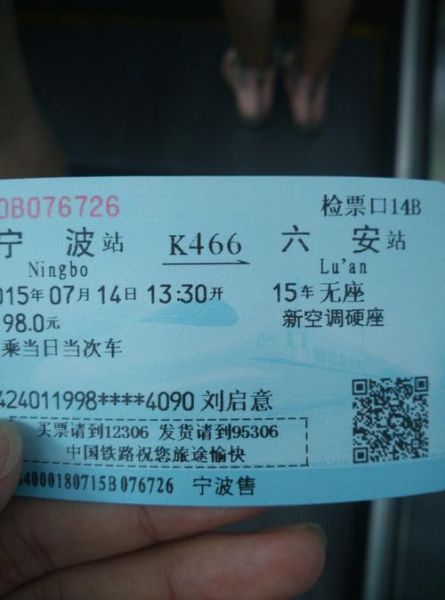 0B076726 检票口14B
宁波站 K466 六安站
Ningbo Lu'an
015年07月14日 13:30开 15车 无座
98.0元 新空调硬座
乘当日当次车
424011998****4090 刘启意
买票请到12306 发货请到95306
中国铁路祝您旅途愉快
4000180715B076726 宁波售